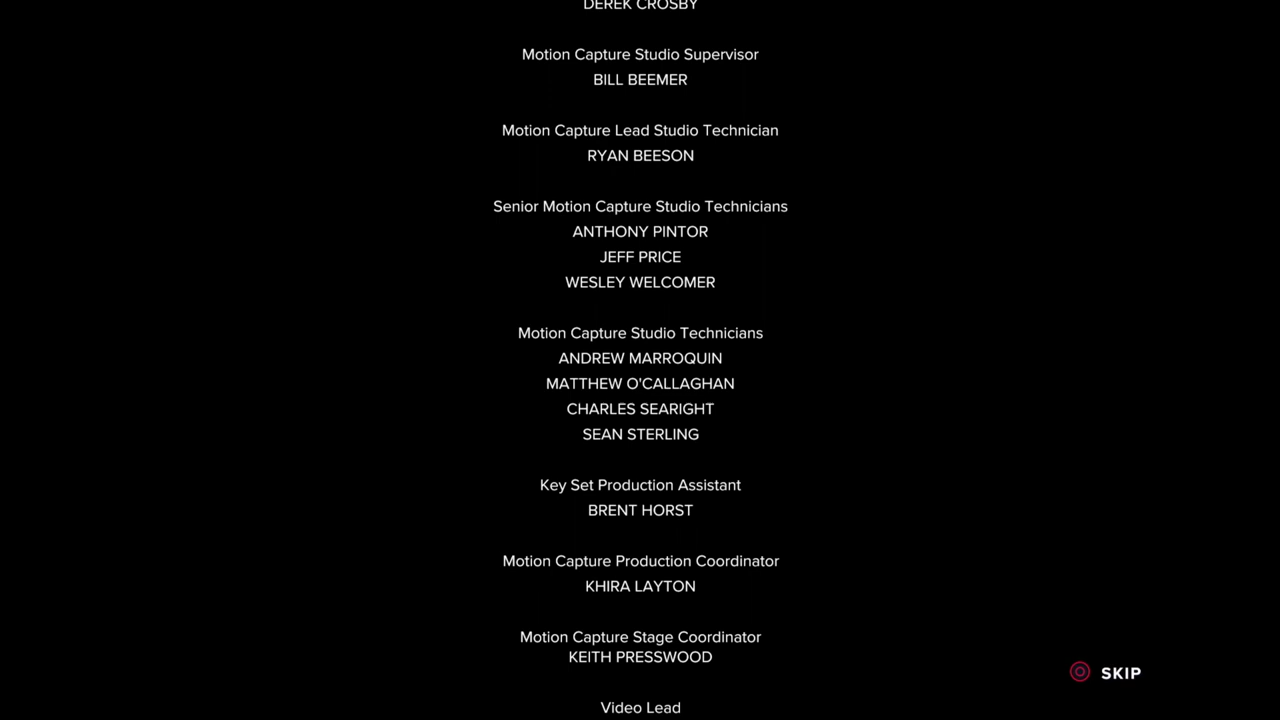 DEREK CROSBY
Motion Capture Studio Supervisor
BILL BEEMER
Motion Capture Lead Studio Technician
RYAN BEESON
Senior Motion Capture Studio Technicians
ANTHONY PINTOR
JEFF PRICE
WESLEY WELCOMER
Motion Capture Studio Technicians
ANDREW MARROQUIN
MATTHEW O'CALLAGHAN
CHARLES SEARIGHT
SEAN STERLING
Key Set Production Assistant
BRENT HORST
Motion Capture Production Coordinator
KHIRA LAYTON
Motion Capture Stage Coordinator
KEITH PRESSWOOD
SKIP
Video Lead